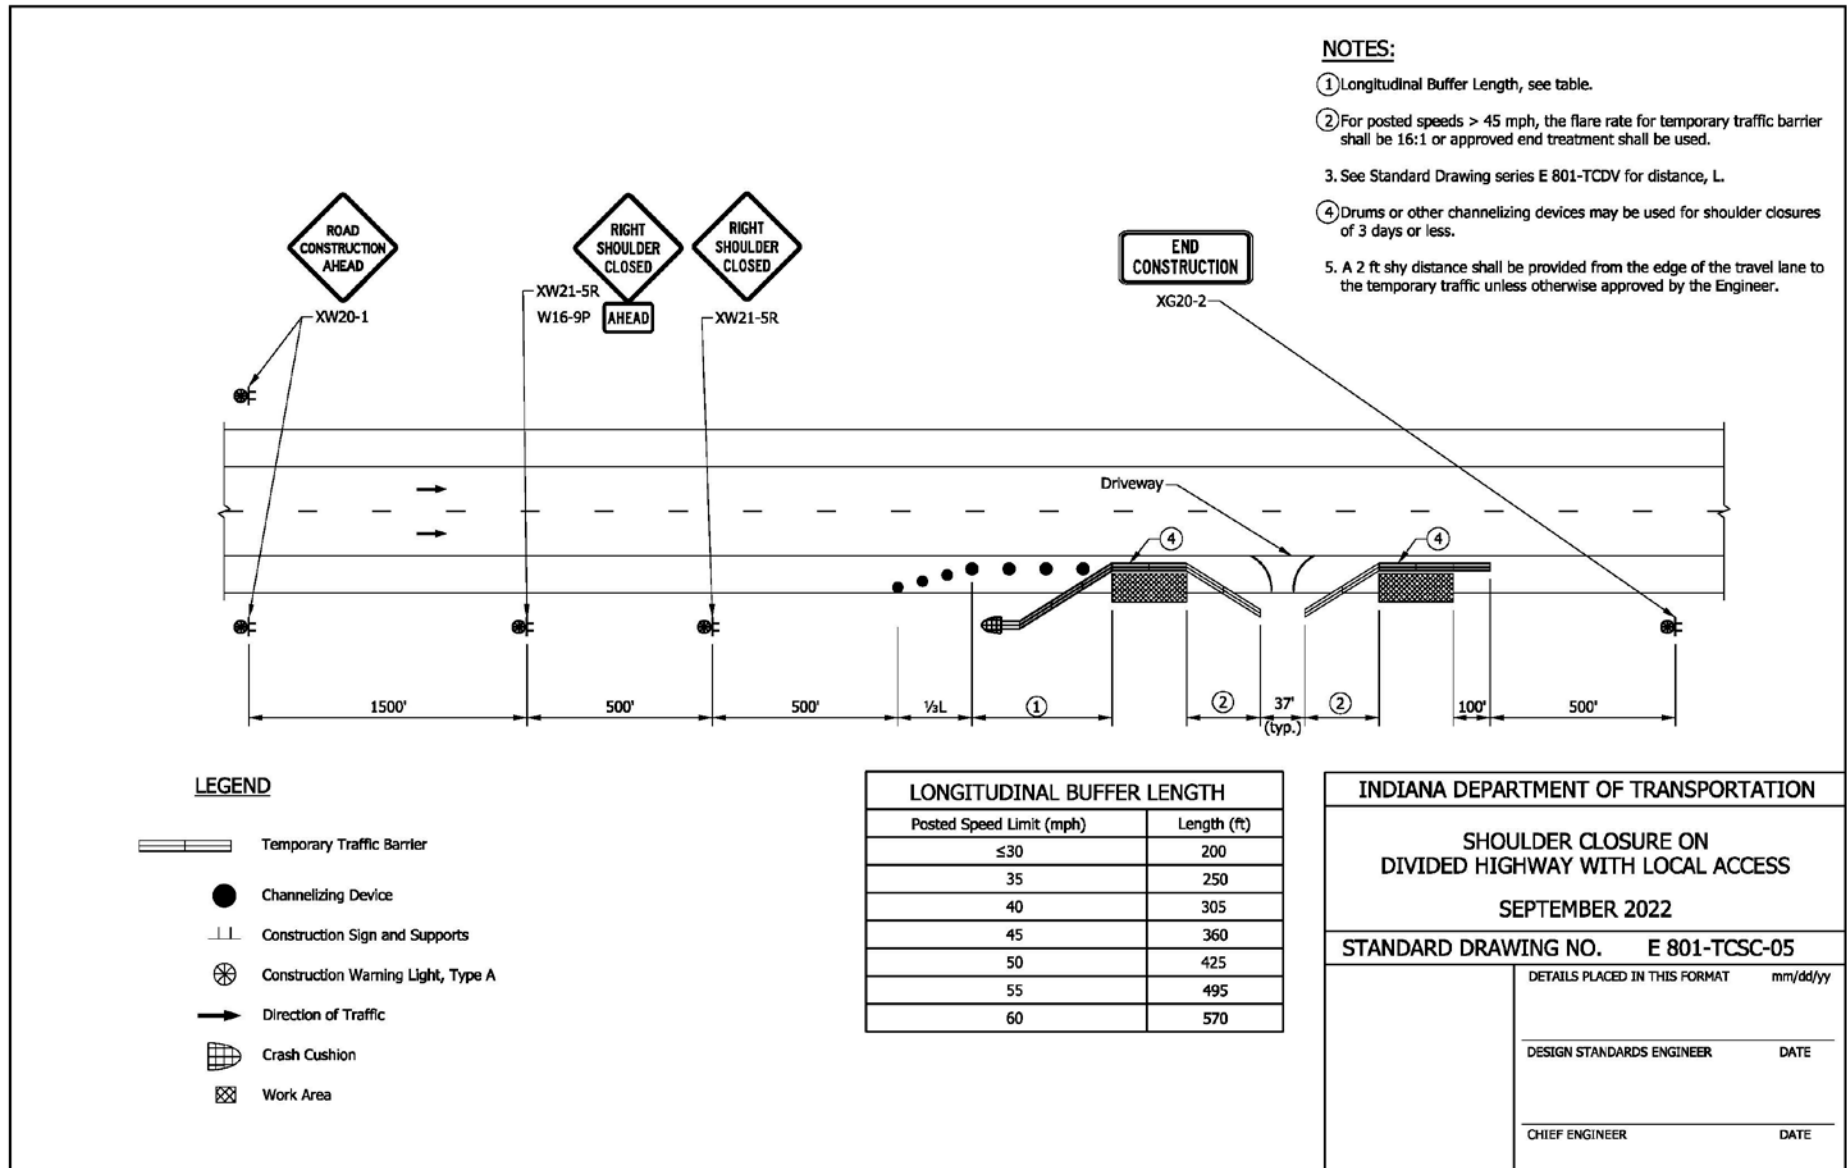 NOTES:
① Longitudinal Buffer Length, see table.
② For posted speeds > 45 mph, the flare rate for temporary traffic barrier
shall be 16:1 or approved end treatment shall be used.
3. See Standard Drawing series E 801-TCDV for distance, L.
④ Drums or other channelizing devices may be used for shoulder closures
of 3 days or less.
5. A 2 ft shy distance shall be provided from the edge of the travel lane to
the temporary traffic unless otherwise approved by the Engineer.
ROAD
CONSTRUCTION
AHEAD
XW20-1
RIGHT
SHOULDER
CLOSED
XW21-5R
W16-9P
AHEAD
RIGHT
SHOULDER
CLOSED
XW21-5R
END
CONSTRUCTION
XG20-2
Driveway
④
④
1500'
500'
500'
⅓L
①
②
37'
(typ.)
②
100'
500'
LEGEND
Temporary Traffic Barrier
Channelizing Device
Construction Sign and Supports
Construction Warning Light, Type A
Direction of Traffic
Crash Cushion
Work Area
LONGITUDINAL BUFFER LENGTH
Posted Speed Limit (mph) Length (ft)
≤30 200
35 250
40 305
45 360
50 425
55 495
60 570
INDIANA DEPARTMENT OF TRANSPORTATION
SHOULDER CLOSURE ON
DIVIDED HIGHWAY WITH LOCAL ACCESS
SEPTEMBER 2022
STANDARD DRAWING NO. E 801-TCSC-05
DETAILS PLACED IN THIS FORMAT mm/dd/yy
DESIGN STANDARDS ENGINEER DATE
CHIEF ENGINEER DATE